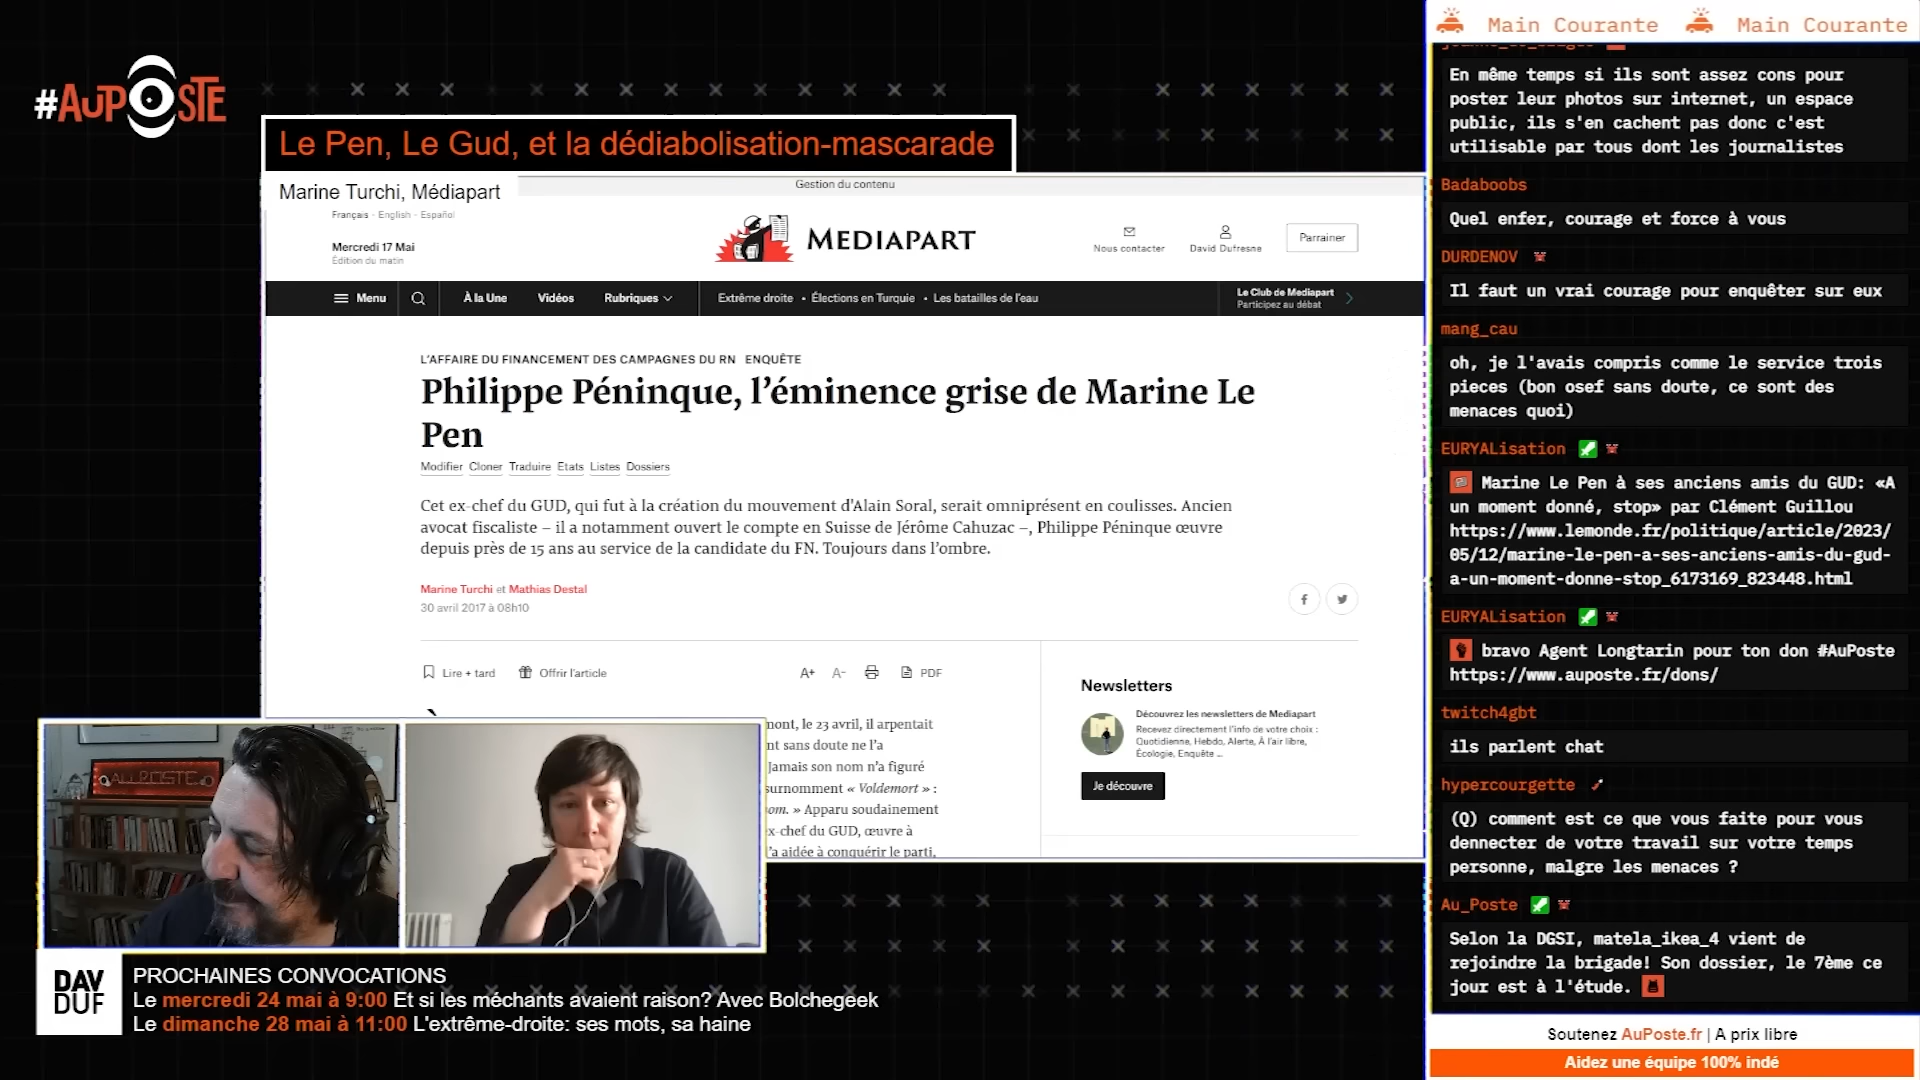 #AUPOSTE
Le Pen, Le Gud, et la dédiabolisation-mascarade
Marine Turchi, Médiapart
Gestion du contenu
Français - English - Español
Mercredi 17 Mai
Édition du matin
MEDIAPART
Nous contacter
David Dufresne
Parrainer
Menu
À la Une
Vidéos
Rubriques
Extrême droite • Élections en Turquie • Les batailles de l'eau
Le Club de Mediapart
Participez au débat
L'AFFAIRE DU FINANCEMENT DES CAMPAGNES DU RN ENQUÊTE
Philippe Péninque, l'éminence grise de Marine Le
Pen
Modifier Cloner Traduire Etats Listes Dossiers
Cet ex-chef du GUD, qui fut à la création du mouvement d'Alain Soral, serait omniprésent en coulisses. Ancien
avocat fiscaliste – il a notamment ouvert le compte en Suisse de Jérôme Cahuzac –, Philippe Péninque œuvre
depuis près de 15 ans au service de la candidate du FN. Toujours dans l'ombre.
Marine Turchi et Mathias Destal
30 avril 2017 à 08h10
Lire + tard
Offrir l'article
A+ A-
PDF
mont, le 23 avril, il arpentait
nt sans doute ne l'a
Jamais son nom n'a figuré
surnomment « Voldemort » :
nom. » Apparu soudainement
x-chef du GUD, œuvre à
l'a aidée à conquérir le parti,
Newsletters
Découvrez les newsletters de Mediapart
Recevez directement l'info de votre choix :
Quotidienne, Hebdo, Alerte, À l'air libre,
Écologie, Enquête ...
Je découvre
AU POSTE
DAV
DUF
PROCHAINES CONVOCATIONS
Le mercredi 24 mai à 9:00 Et si les méchants avaient raison? Avec Bolchegeek
Le dimanche 28 mai à 11:00 L'extrême-droite: ses mots, sa haine
Main Courante Main Courante
En même temps si ils sont assez cons pour
poster leur photos sur internet, un espace
public, ils s'en cachent pas donc c'est
utilisable par tous dont les journalistes
Badaboobs
Quel enfer, courage et force à vous
DURDENOV
Il faut un vrai courage pour enquêter sur eux
mang_cau
oh, je l'avais compris comme le service trois
pieces (bon osef sans doute, ce sont des
menaces quoi)
EURYALisation
Marine Le Pen à ses anciens amis du GUD: «A
un moment donné, stop» par Clément Guillou
https://www.lemonde.fr/politique/article/2023/
05/12/marine-le-pen-a-ses-anciens-amis-du-gud-
a-un-moment-donne-stop_6173169_823448.html
EURYALisation
bravo Agent Longtarin pour ton don #AuPoste
https://www.auposte.fr/dons/
twitch4gbt
ils parlent chat
hypercourgette
(Q) comment est ce que vous faite pour vous
dennecter de votre travail sur votre temps
personne, malgre les menaces ?
Au_Poste
Selon la DGSI, matela_ikea_4 vient de
rejoindre la brigade! Son dossier, le 7ème ce
jour est à l'étude.
Soutenez AuPoste.fr | A prix libre
Aidez une équipe 100% indé